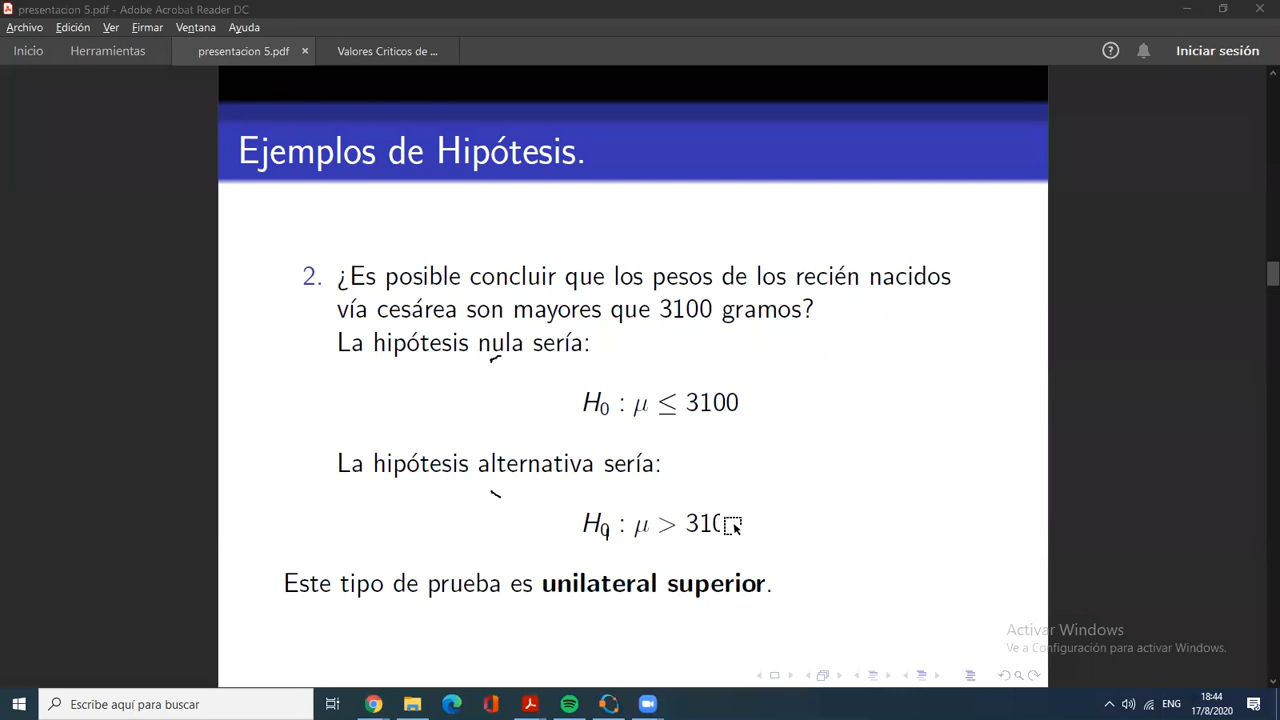 presentacion 5.pdf - Adobe Acrobat Reader DC
Archivo Edición Ver Firmar Ventana Ayuda
Inicio Herramientas presentacion 5.pdf × Valores Criticos de ... Iniciar sesión
Ejemplos de Hipótesis.
2. ¿Es posible concluir que los pesos de los recién nacidos
vía cesárea son mayores que 3100 gramos?
La hipótesis nula sería:
H₀ : μ ≤ 3100
La hipótesis alternativa sería:
H₀ : μ > 310
Este tipo de prueba es unilateral superior.
Activar Windows
Ve a Configuración para activar Windows.
Escribe aquí para buscar
ENG
18:44
17/8/2020